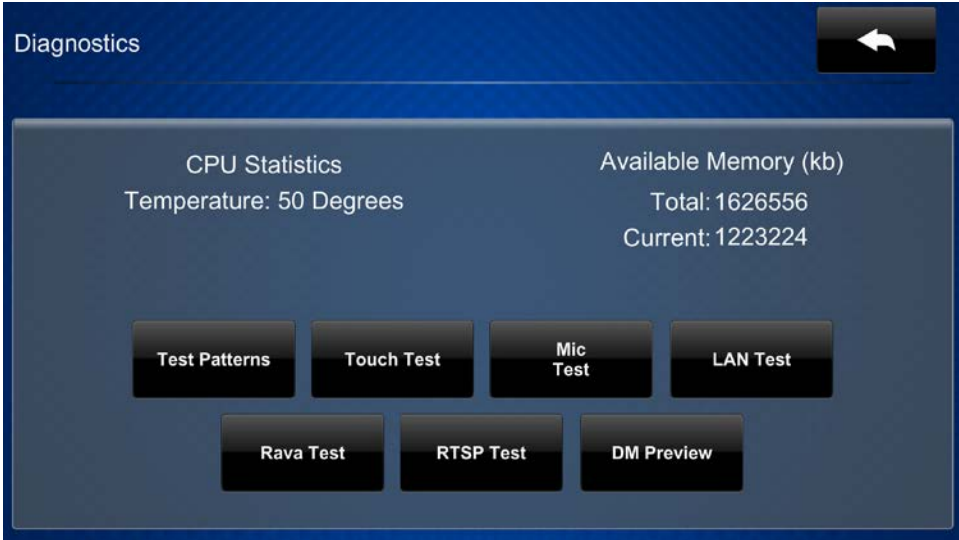 Diagnostics
CPU Statistics
Temperature: 50 Degrees
Available Memory (kb)
Total: 1626556
Current: 1223224
Test Patterns
Touch Test
Mic
Test
LAN Test
Rava Test
RTSP Test
DM Preview